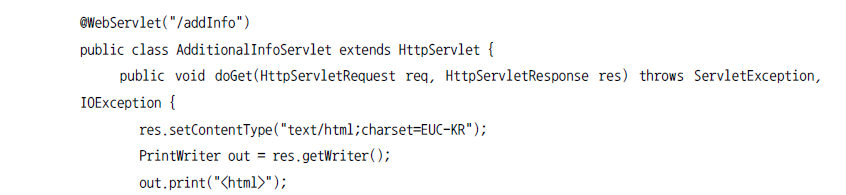 @WebServlet("/addInfo")
public class AdditionalInfoServlet extends HttpServlet {
public void doGet(HttpServletRequest req, HttpServletResponse res) throws ServletException,
IOException {
res.setContentType("text/html;charset=EUC-KR");
PrintWriter out = res.getWriter();
out.print("<html>");